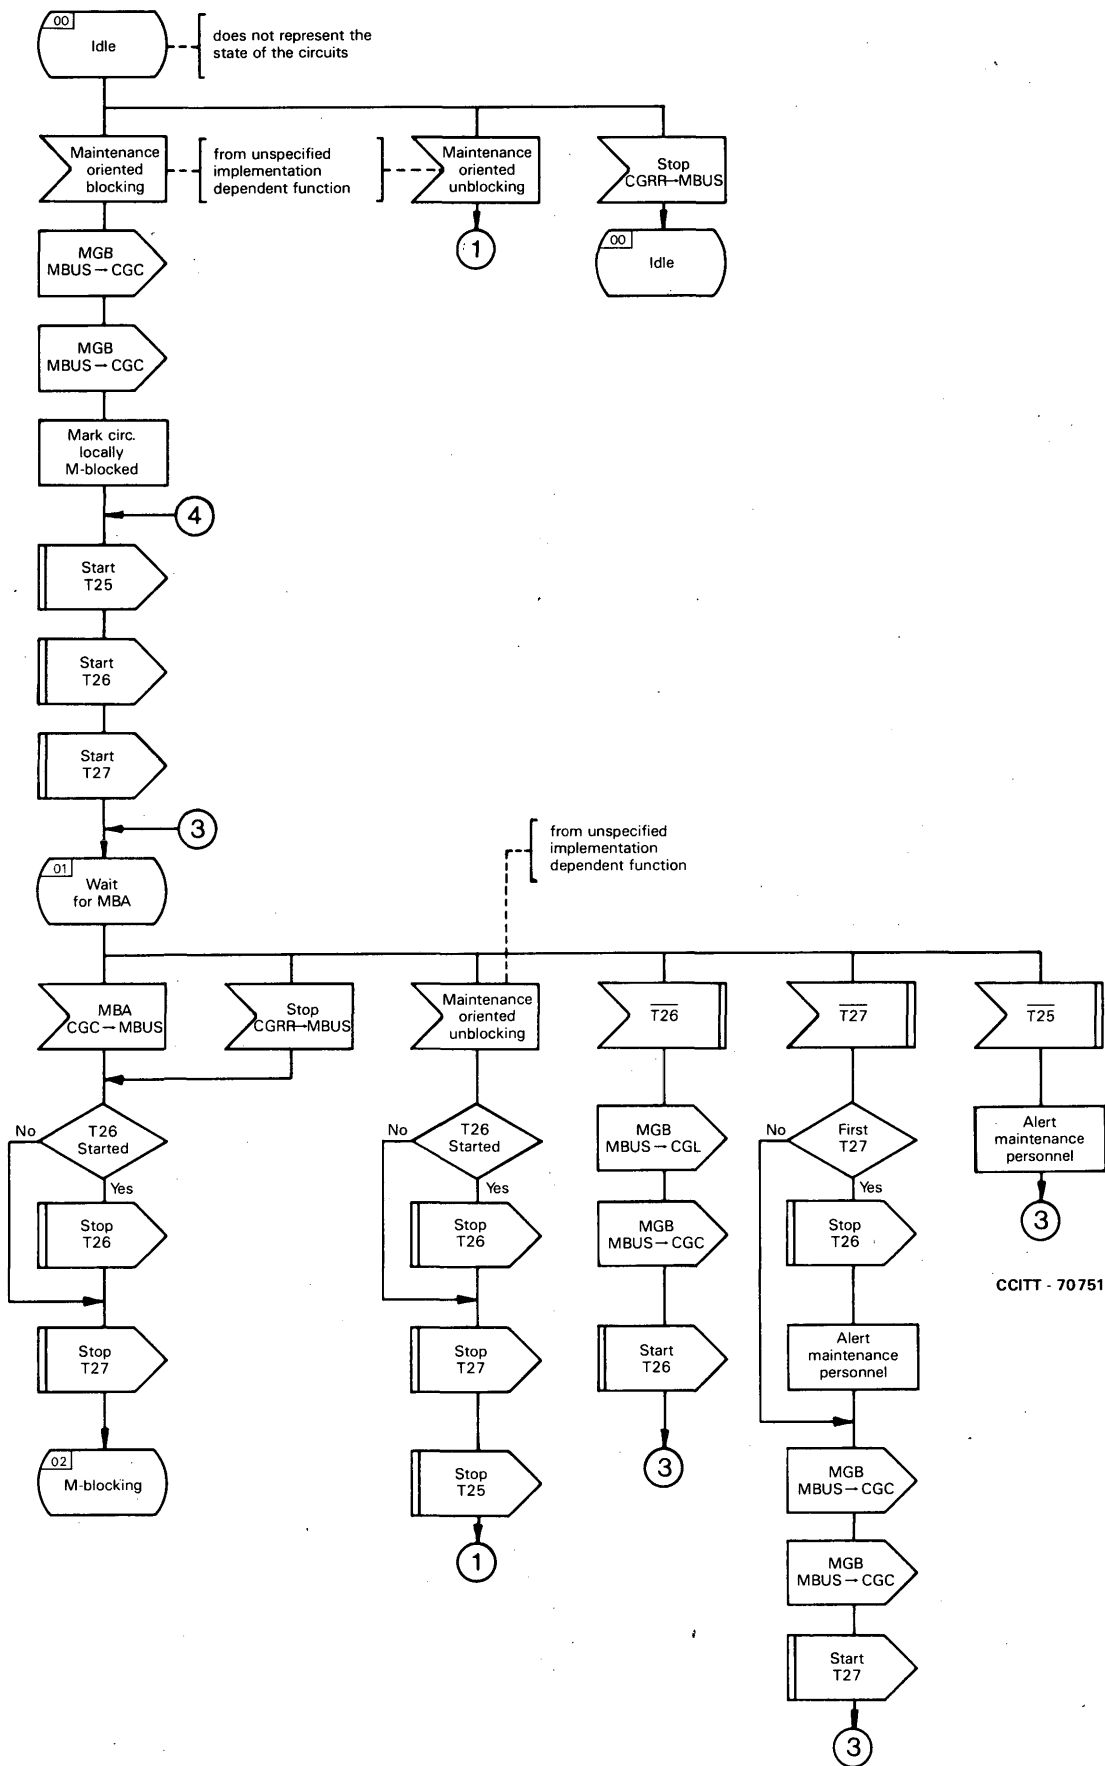 00
Idle
does not represent the
state of the circuits
Maintenance
oriented
blocking
from unspecified
implementation
dependent function
Maintenance
oriented
unblocking
Stop
CGRR→MBUS
1
00
Idle
MGB
MBUS → CGC
MGB
MBUS → CGC
Mark circ.
locally
M-blocked
4
Start
T25
Start
T26
Start
T27
3
from unspecified
implementation
dependent function
01
Wait
for MBA
MBA
CGC → MBUS
Stop
CGRR→MBUS
Maintenance
oriented
unblocking
T26
T27
T25
No
T26
Started
Yes
No
T26
Started
Yes
MGB
MBUS → CGL
No
First
T27
Yes
Alert
maintenance
personnel
Stop
T26
Stop
T26
MGB
MBUS → CGC
Stop
T26
3
CCITT - 70751
Stop
T27
Stop
T27
Start
T26
Alert
maintenance
personnel
02
M-blocking
Stop
T25
3
MGB
MBUS → CGC
1
MGB
MBUS → CGC
Start
T27
3